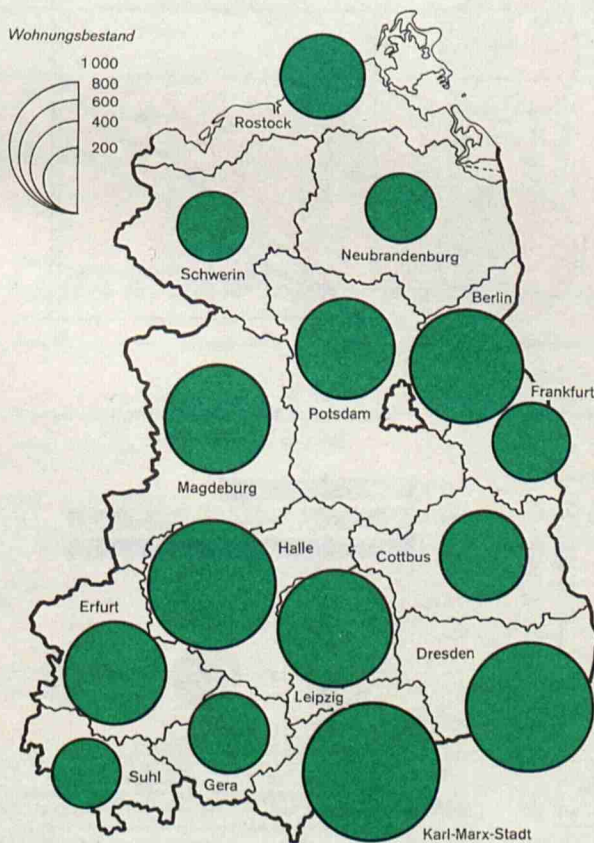 Wohnungsbestand
1 000
800
600
400
200
Rostock
Schwerin
Neubrandenburg
Berlin
Potsdam
Frankfurt
Magdeburg
Halle
Cottbus
Erfurt
Dresden
Leipzig
Suhl
Gera
Karl-Marx-Stadt